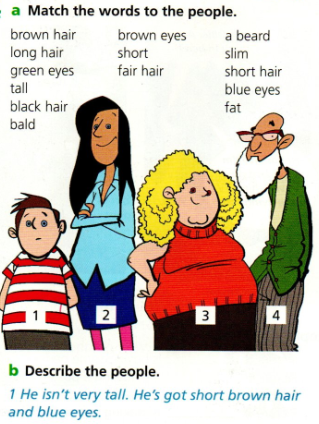 a Match the words to the people.
brown hair
long hair
green eyes
tall
black hair
bald
brown eyes
short
fair hair
a beard
slim
short hair
blue eyes
fat
1
2
3
4
b Describe the people.
1 He isn't very tall. He's got short brown hair
and blue eyes.